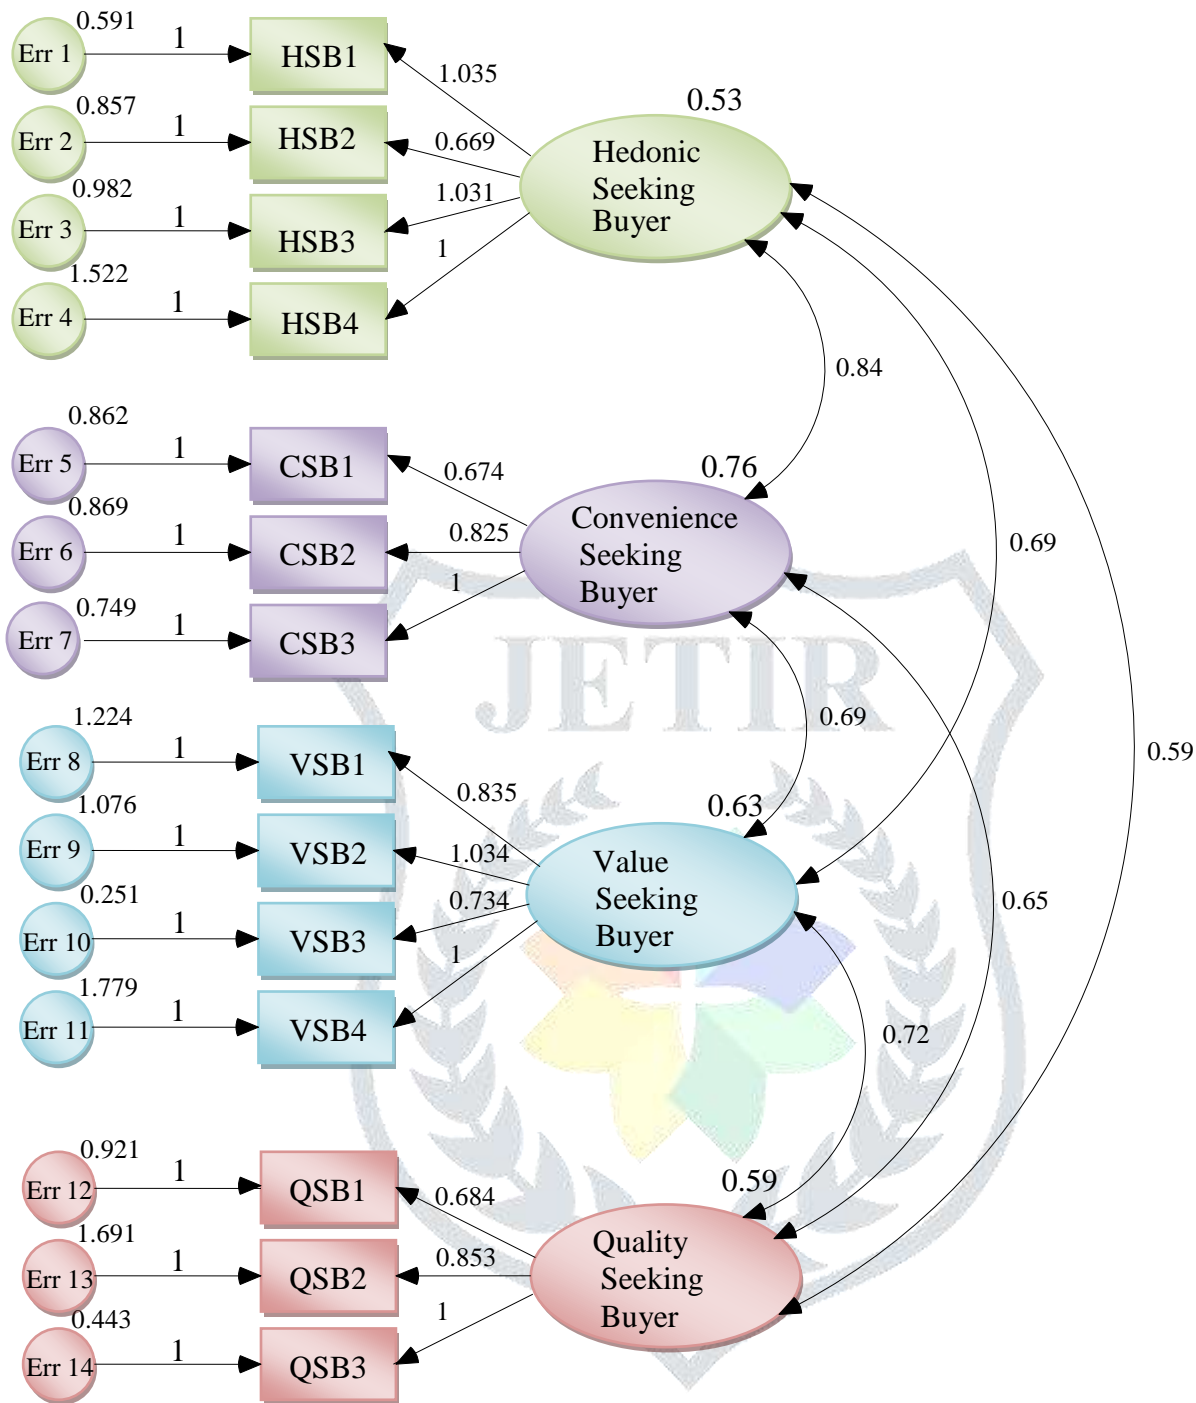 0.591
Err 1
1
HSB1
1.035
0.857
Err 2
1
HSB2
0.669
0.982
Err 3
1
HSB3
1.031
1.522
Err 4
1
HSB4
1
0.53
Hedonic
Seeking
Buyer
0.84
0.862
Err 5
1
CSB1
0.674
0.869
Err 6
1
CSB2
0.825
0.749
Err 7
1
CSB3
1
0.76
Convenience
Seeking
Buyer
0.69
JETIR
0.69
0.59
1.224
Err 8
1
VSB1
0.835
1.076
Err 9
1
VSB2
1.034
0.251
Err 10
1
VSB3
0.734
1.779
Err 11
1
VSB4
1
0.63
Value
Seeking
Buyer
0.65
0.72
0.921
Err 12
1
QSB1
0.684
1.691
Err 13
1
QSB2
0.853
0.443
Err 14
1
QSB3
1
0.59
Quality
Seeking
Buyer